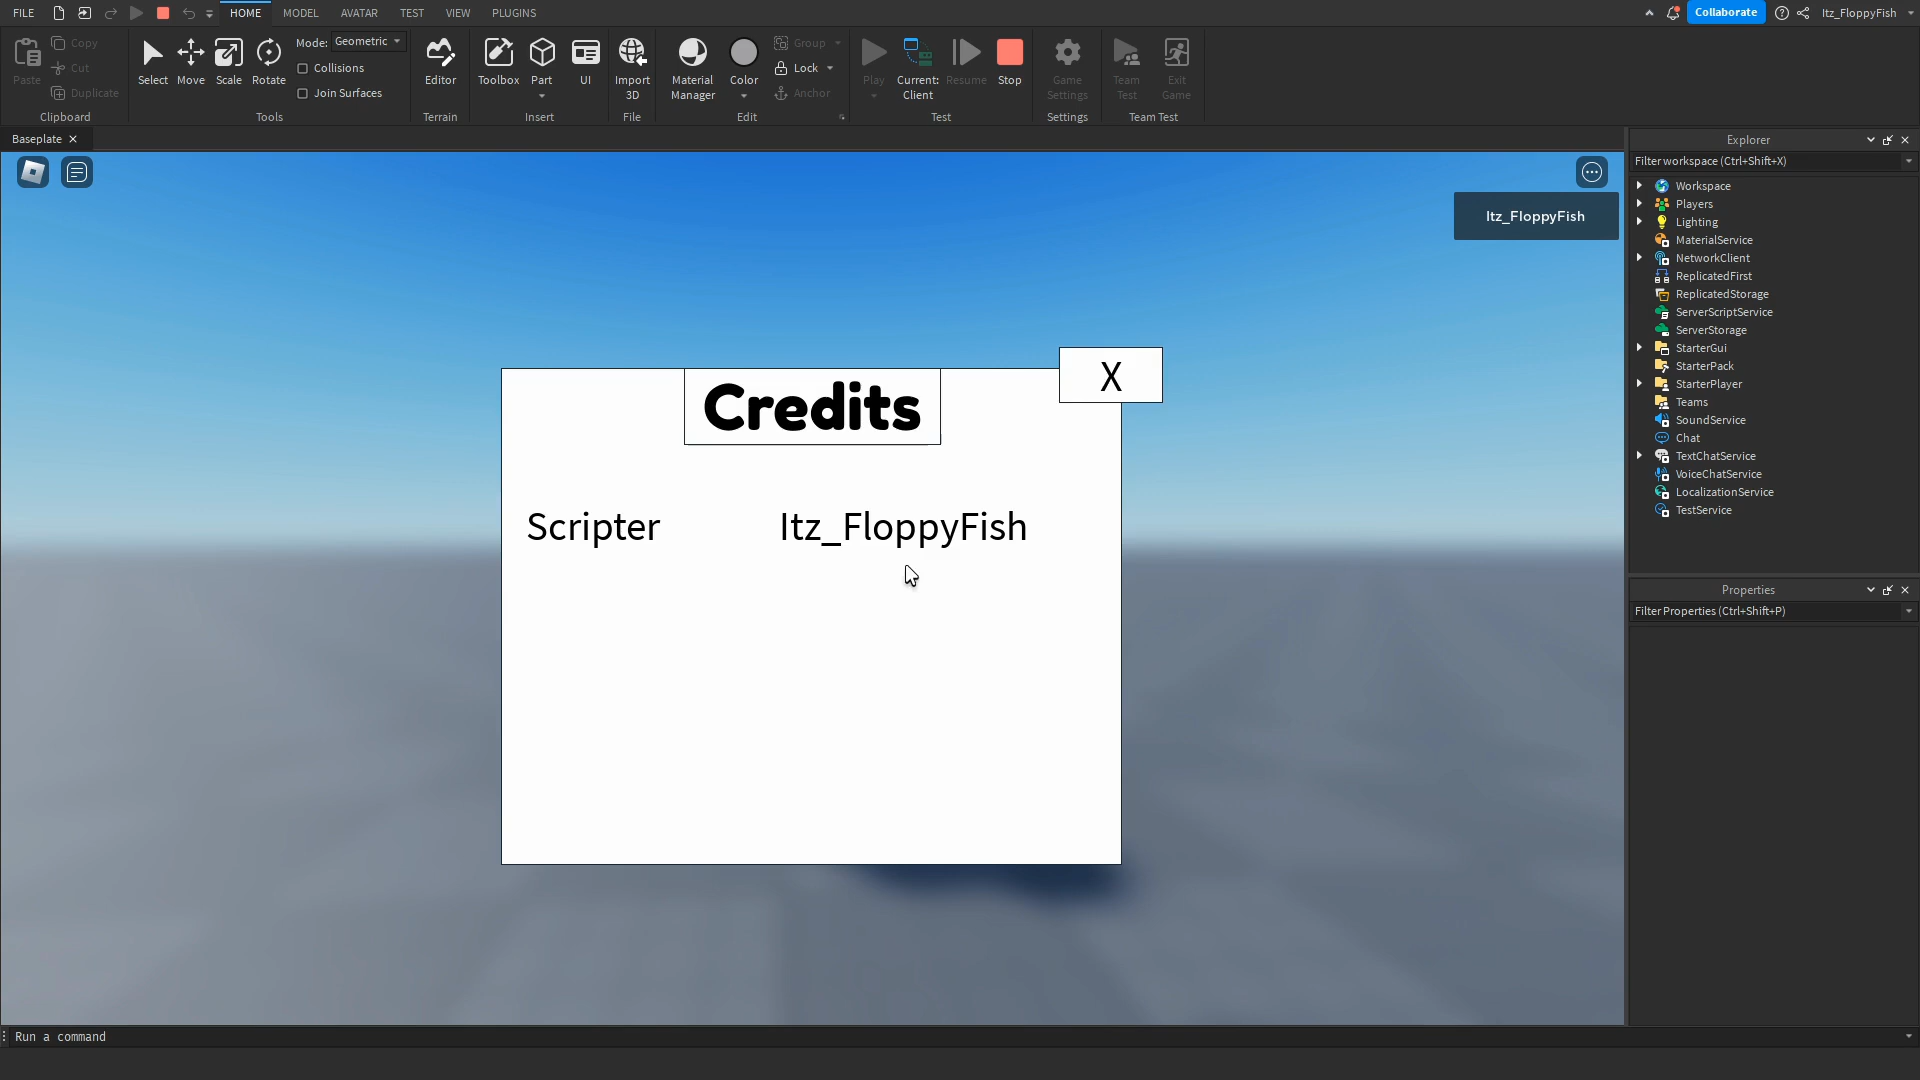 FILE HOME MODEL AVATAR TEST VIEW PLUGINS Collaborate Itz_FloppyFish
Paste Copy Cut Duplicate Clipboard
Select Move Scale Rotate Mode: Geometric Collisions Join Surfaces Tools
Editor Terrain
Toolbox Part UI Insert
Import 3D File
Material Manager Color Group Lock Anchor Edit
Play Current: Client Resume Stop Test
Game Settings Settings
Team Test Exit Game Team Test
Baseplate
Itz_FloppyFish
Credits
X
Scripter Itz_FloppyFish
Explorer
Filter workspace (Ctrl+Shift+X)
Workspace
Players
Lighting
MaterialService
NetworkClient
ReplicatedFirst
ReplicatedStorage
ServerScriptService
ServerStorage
StarterGui
StarterPack
StarterPlayer
Teams
SoundService
Chat
TextChatService
VoiceChatService
LocalizationService
TestService
Properties
Filter Properties (Ctrl+Shift+P)
Run a command